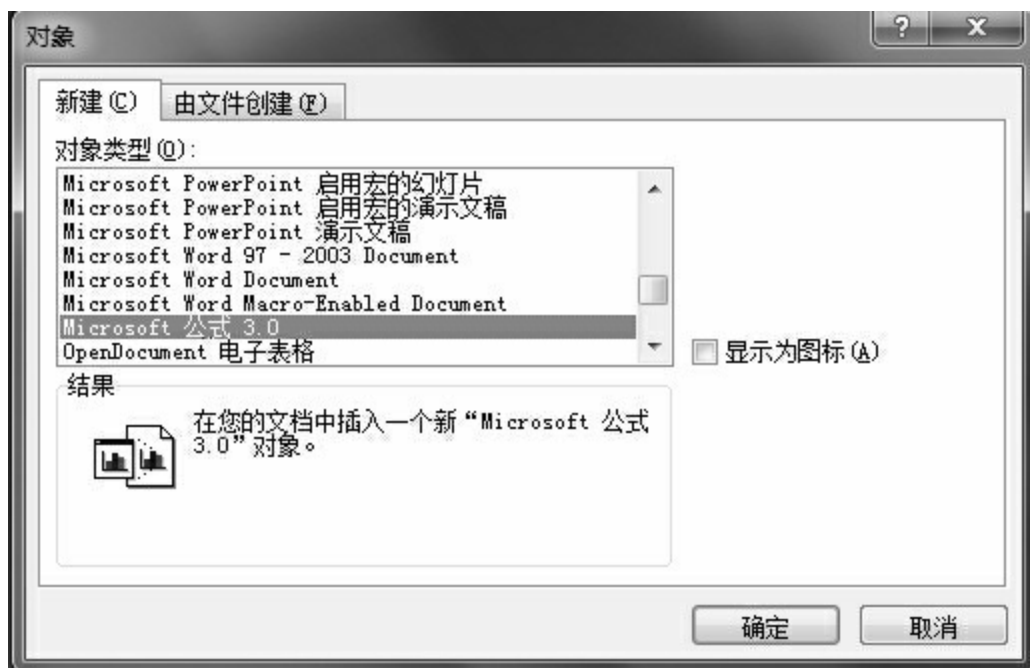 对象
新建(C)
由文件创建(F)
对象类型(O):
Microsoft PowerPoint 启用宏的幻灯片
Microsoft PowerPoint 启用宏的演示文稿
Microsoft PowerPoint 演示文稿
Microsoft Word 97 - 2003 Document
Microsoft Word Document
Microsoft Word Macro-Enabled Document
Microsoft 公式 3.0
OpenDocument 电子表格
显示为图标(A)
结果
在您的文档中插入一个新“Microsoft 公式
3.0”对象。
确定
取消